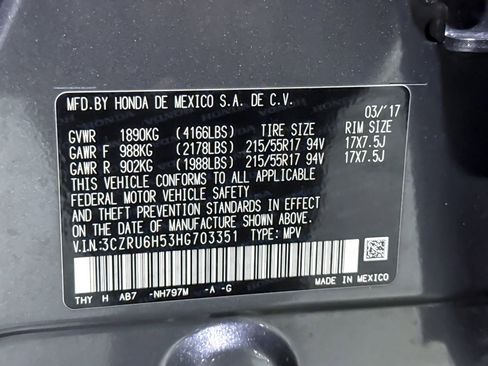 MFD.BY HONDA DE MEXICO S.A. DE C.V.
03/'17
GVWR 1890KG (4166LBS) TIRE SIZE RIM SIZE
GAWR F 988KG (2178LBS) 215/55R17 94V 17X7.5J
GAWR R 902KG (1988LBS) 215/55R17 94V 17X7.5J
THIS VEHICLE CONFORMS TO ALL APPLICABLE
FEDERAL MOTOR VEHICLE SAFETY
AND THEFT PREVENTION STANDARDS IN EFFECT
ON THE DATE OF MANUFACTURE SHOWN ABOVE.
V.I.N:3CZRU6H53HG703351 TYPE: MPV
THY H AB7 -NH797M -A -G
MADE IN MEXICO